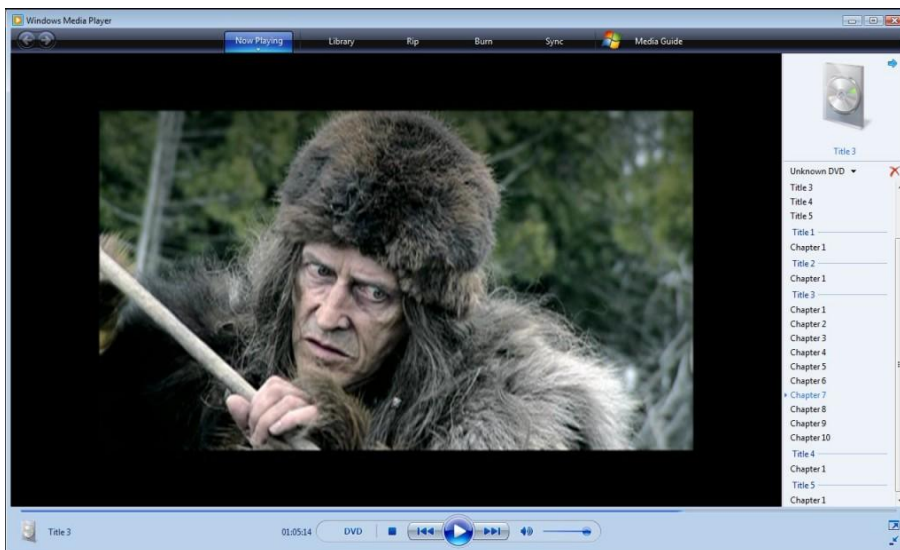 Windows Media Player
Now Playing Library Rip Burn Sync Media Guide
Title 3
Unknown DVD
Title 3
Title 4
Title 5
Title 1
Chapter 1
Title 2
Chapter 1
Title 3
Chapter 1
Chapter 2
Chapter 3
Chapter 4
Chapter 5
Chapter 6
Chapter 7
Chapter 8
Chapter 9
Chapter 10
Title 4
Chapter 1
Title 5
Chapter 1
Title 3 01:05:14 DVD